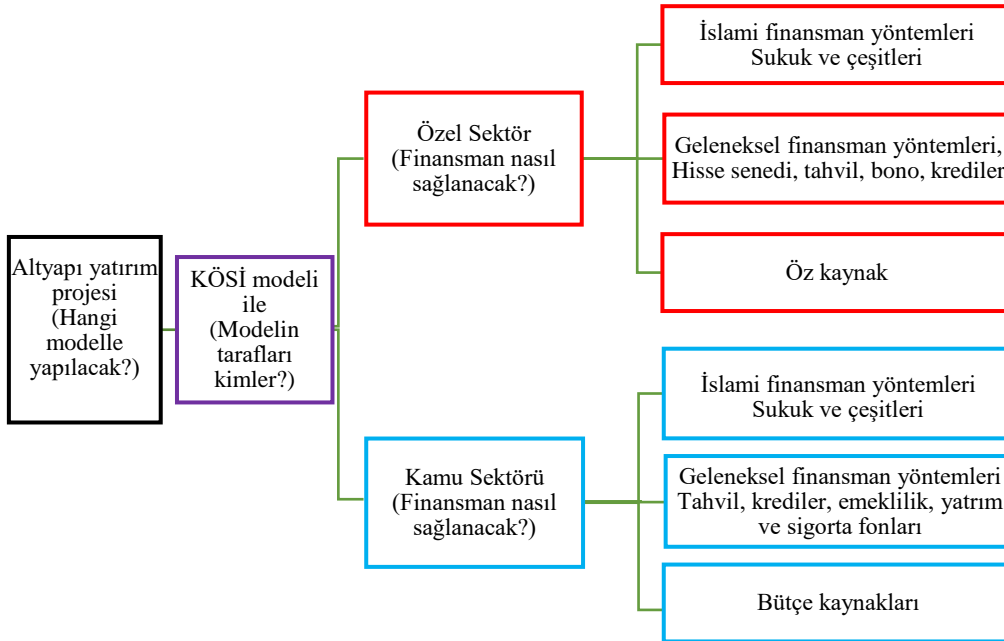 Altyapı yatırım
projesi
(Hangi
modelle
yapılacak?)
KÖSİ modeli
ile
(Modelin
tarafları
kimler?)
Özel Sektör
(Finansman nasıl
sağlanacak?)
İslami finansman yöntemleri
Sukuk ve çeşitleri
Geleneksel finansman yöntemleri,
Hisse senedi, tahvil, bono, krediler
Öz kaynak
Kamu Sektörü
(Finansman nasıl
sağlanacak?)
İslami finansman yöntemleri
Sukuk ve çeşitleri
Geleneksel finansman yöntemleri
Tahvil, krediler, emeklilik, yatrım
ve sigorta fonları
Bütçe kaynakları